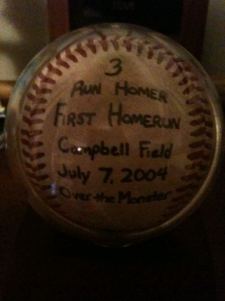 3
RUN HOMER
FIRST HOMERUN
Campbell Field
July 7, 2004
Over the Monster